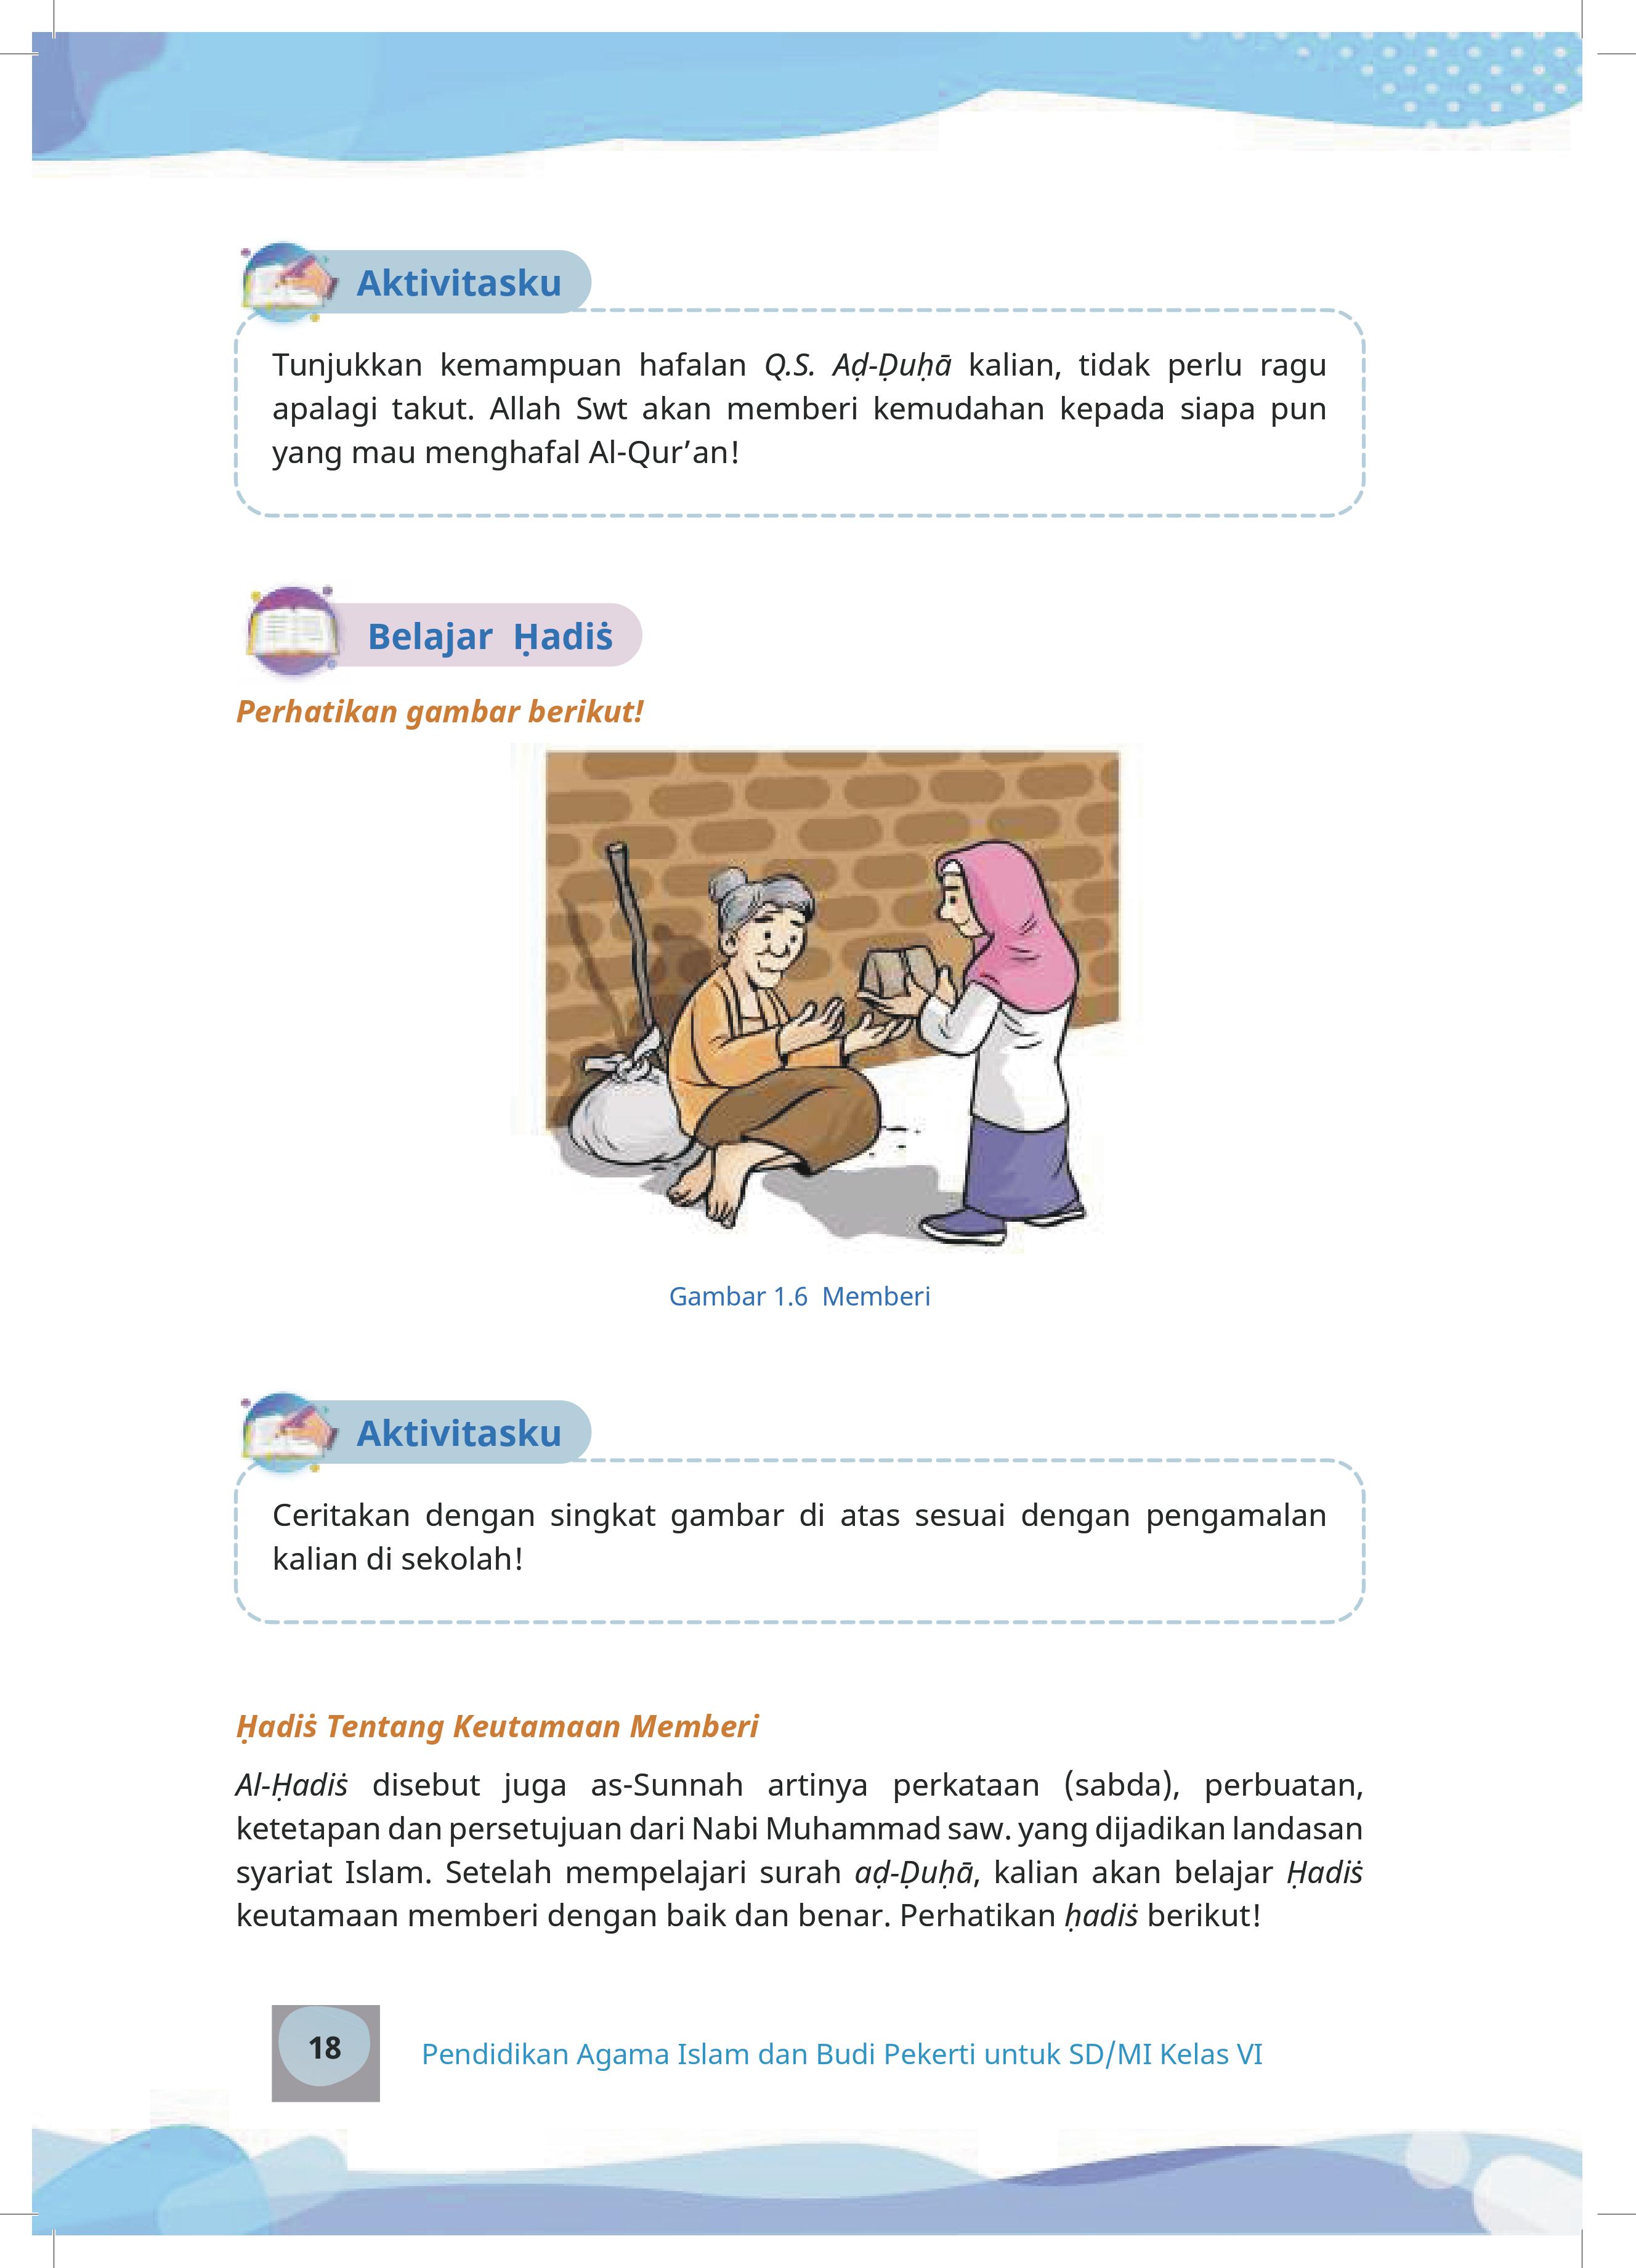 Aktivitasku
Tunjukkan kemampuan hafalan Q.S. Aḍ-Ḍuḥā kalian, tidak perlu ragu
apalagi takut. Allah Swt akan memberi kemudahan kepada siapa pun
yang mau menghafal Al-Qur’an!
Belajar Ḥadiṡ
Perhatikan gambar berikut!
Gambar 1.6 Memberi
Aktivitasku
Ceritakan dengan singkat gambar di atas sesuai dengan pengamalan
kalian di sekolah!
Ḥadiṡ Tentang Keutamaan Memberi
Al-Ḥadiṡ disebut juga as-Sunnah artinya perkataan (sabda), perbuatan,
ketetapan dan persetujuan dari Nabi Muhammad saw. yang dijadikan landasan
syariat Islam. Setelah mempelajari surah aḍ-Ḍuḥā, kalian akan belajar Ḥadiṡ
keutamaan memberi dengan baik dan benar. Perhatikan ḥadiṡ berikut!
18
Pendidikan Agama Islam dan Budi Pekerti untuk SD/MI Kelas VI